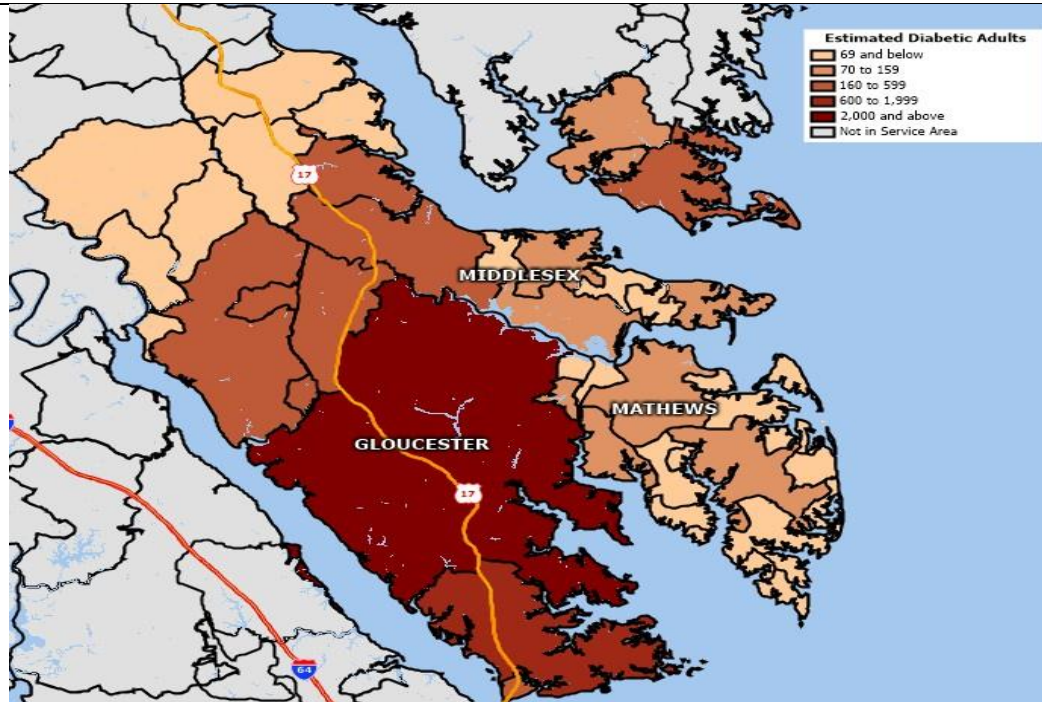 Estimated Diabetic Adults
69 and below
70 to 159
160 to 599
600 to 1,999
2,000 and above
Not in Service Area
17
MIDDLESEX
MATHEWS
GLOUCESTER
17
64